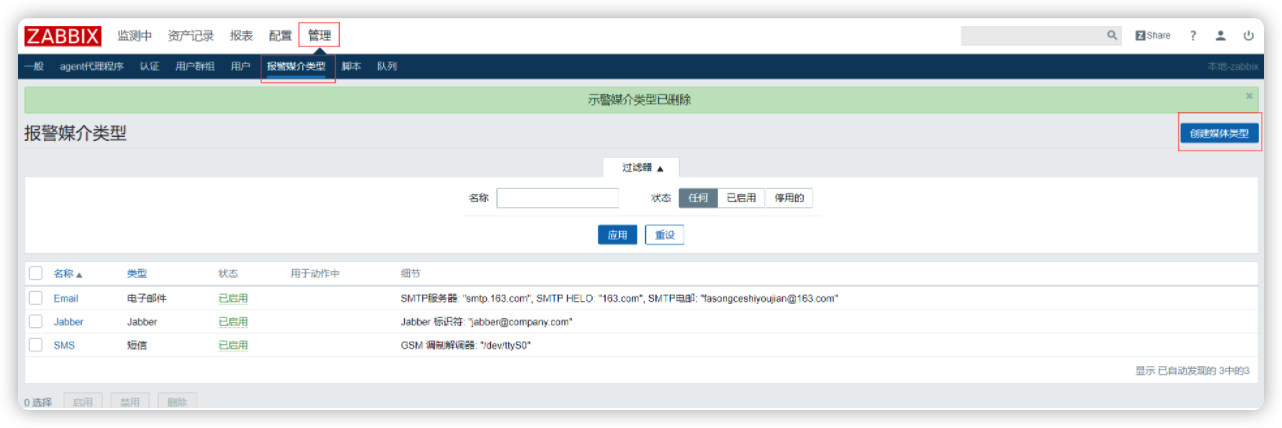 ZABBIX 监测中 资产记录 报表 配置 管理 Share ?
一般 agent代理程序 认证 用户群组 用户 报警媒介类型 脚本 队列 本地-zabbix
示警媒介类型已删除
报警媒介类型 创建媒体类型
过滤器 ▲
名称 状态 任何 已启用 停用的
应用 重设
名称 ▲ 类型 状态 用于动作中 细节
Email 电子邮件 已启用 SMTP服务器: "smtp.163.com", SMTP HELO: "163.com", SMTP电邮: "fasongceshiyoujian@163.com"
Jabber Jabber 已启用 Jabber 标识符: "jabber@company.com"
SMS 短信 已启用 GSM 调制解调器: "/dev/ttyS0"
显示 已自动发现的 3中的3
0 选择 启用 禁用 删除